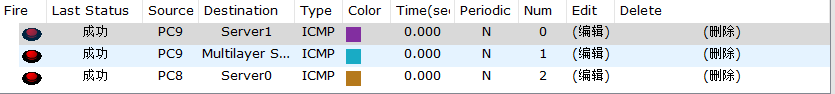 Fire Last Status Source Destination Type Color Time(sec Periodic Num Edit Delete
成功 PC9 Server1 ICMP 0.000 N 0 (编辑) (删除)
成功 PC9 Multilayer S... ICMP 0.000 N 1 (编辑) (删除)
成功 PC8 Server0 ICMP 0.000 N 2 (编辑) (删除)